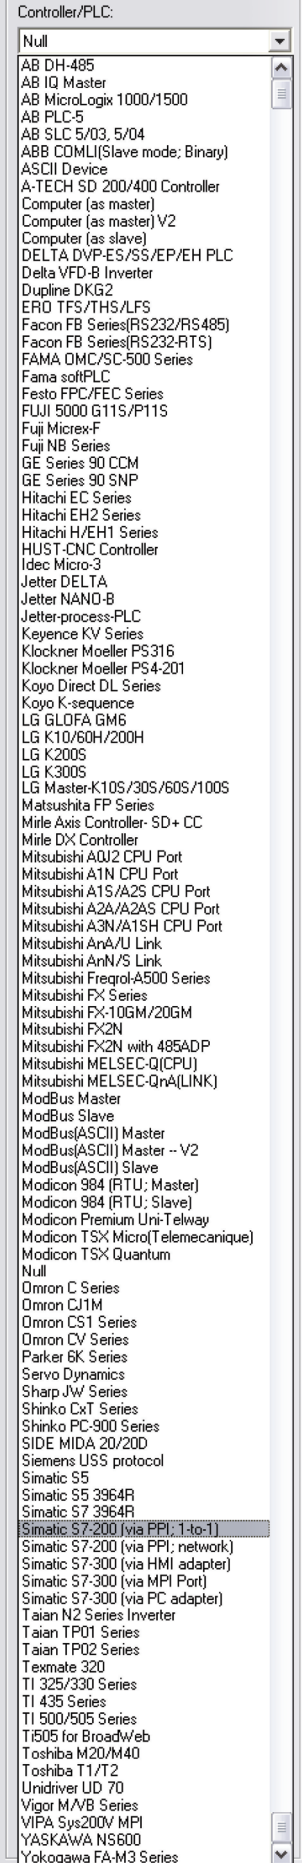 Controller/PLC:
Null
AB DH-485
AB IQ Master
AB MicroLogix 1000/1500
AB PLC-5
AB SLC 5/03, 5/04
ABB COMLI(Slave mode; Binary)
ASCII Device
A-TECH SD 200/400 Controller
Computer (as master)
Computer (as master) V2
Computer (as slave)
DELTA DVP-ES/SS/EP/EH PLC
Delta VFD-B Inverter
Dupline DKG2
ERO TFS/THS/LFS
Facon FB Series(RS232/RS485)
Facon FB Series(RS232-RTS)
FAMA OMC/SC-500 Series
Fama softPLC
Festo FPC/FEC Series
FUJI 5000 G11S/P11S
Fuji Micrex-F
Fuji NB Series
GE Series 90 CCM
GE Series 90 SNP
Hitachi EC Series
Hitachi EH2 Series
Hitachi H/EH1 Series
HUST-CNC Controller
Idec Micro-3
Jetter DELTA
Jetter NANO-B
Jetter-process-PLC
Keyence KV Series
Klockner Moeller PS316
Klockner Moeller PS4-201
Koyo Direct DL Series
Koyo K-sequence
LG GLOFA GM6
LG K10/60H/200H
LG K200S
LG K300S
LG Master-K10S/30S/60S/100S
Matsushita FP Series
Mirle Axis Controller- SD+ CC
Mirle DX Controller
Mitsubishi A0J2 CPU Port
Mitsubishi A1N CPU Port
Mitsubishi A1S/A2S CPU Port
Mitsubishi A2A/A2AS CPU Port
Mitsubishi A3N/A1SH CPU Port
Mitsubishi AnA/U Link
Mitsubishi AnN/S Link
Mitsubishi Freqrol-A500 Series
Mitsubishi FX Series
Mitsubishi FX-10GM/20GM
Mitsubishi FX2N
Mitsubishi FX2N with 485ADP
Mitsubishi MELSEC-Q(CPU)
Mitsubishi MELSEC-QnA(LINK)
ModBus Master
ModBus Slave
ModBus(ASCII) Master
ModBus(ASCII) Master -- V2
ModBus(ASCII) Slave
Modicon 984 (RTU; Master)
Modicon 984 (RTU; Slave)
Modicon Premium Uni-Telway
Modicon TSX Micro(Telemecanique)
Modicon TSX Quantum
Null
Omron C Series
Omron CJ1M
Omron CS1 Series
Omron CV Series
Parker 6K Series
Servo Dynamics
Sharp JW Series
Shinko CxT Series
Shinko PC-900 Series
SIDE MIDA 20/20D
Siemens USS protocol
Simatic S5
Simatic S5 3964R
Simatic S7 3964R
Simatic S7-200 (via PPI; 1-to-1)
Simatic S7-200 (via PPI; network)
Simatic S7-300 (via HMI adapter)
Simatic S7-300 (via MPI Port)
Simatic S7-300 (via PC adapter)
Taian N2 Series Inverter
Taian TP01 Series
Taian TP02 Series
Texmate 320
TI 325/330 Series
TI 435 Series
TI 500/505 Series
Ti505 for BroadWeb
Toshiba M20/M40
Toshiba T1/T2
Unidriver UD 70
Vigor M/VB Series
VIPA Sys200V MPI
YASKAWA NS600
Yokogawa FA-M3 Series